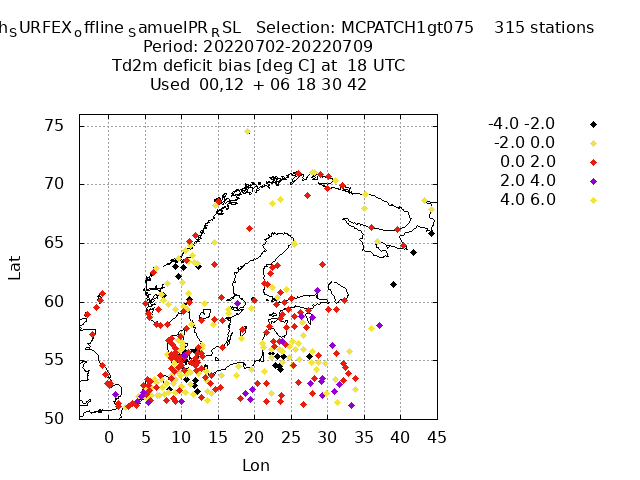 hSURFEXoffline SamuelPRRSL Selection: MCPATCH1gt075 315 stations
Period: 20220702-20220709
Td2m deficit bias [deg C] at 18 UTC
Used 00,12 + 06 18 30 42
-4.0 -2.0
-2.0 0.0
0.0 2.0
2.0 4.0
4.0 6.0
75
70
65
60
55
50
Lat
0 5 10 15 20 25 30 35 40 45
Lon